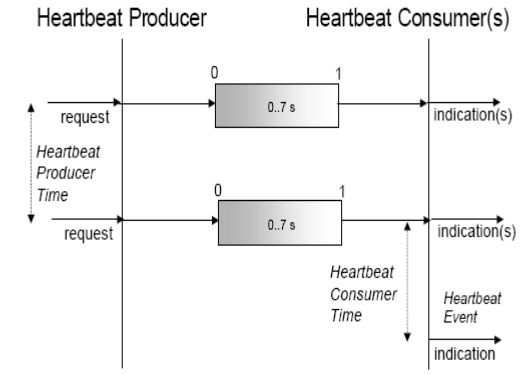 Heartbeat Producer
Heartbeat Consumer(s)
0
1
0..7 s
request
indication(s)
Heartbeat
Producer
Time
0
1
0..7 s
request
indication(s)
Heartbeat
Consumer
Time
Heartbeat
Event
indication